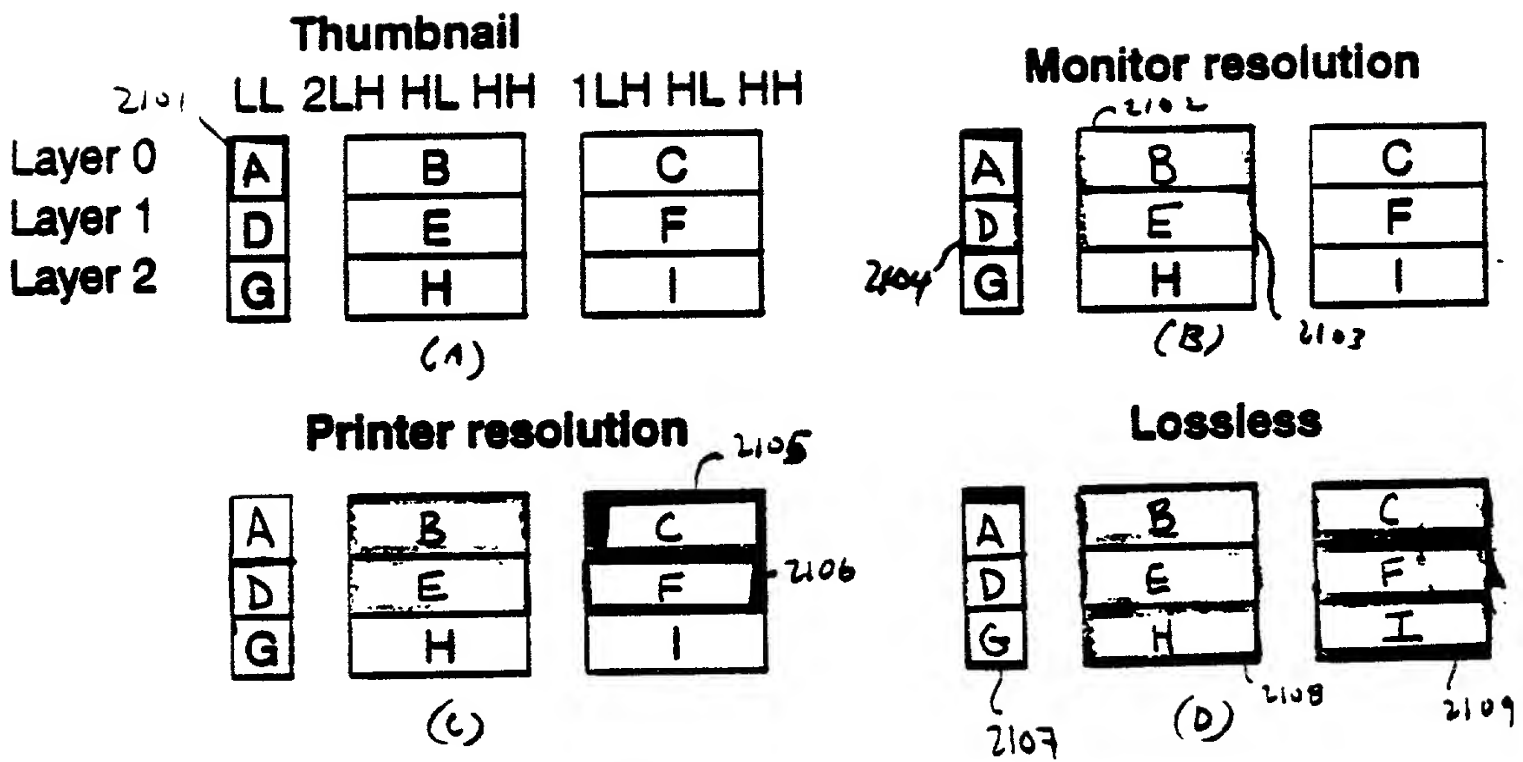 Thumbnail
LL 2LH HL HH 1LH HL HH
2101
Layer 0 A B C
Layer 1 D E F
Layer 2 G H I
(A)
Monitor resolution
2102
A B C
D E F
2104 G H I
(B) 2103
Printer resolution
2105
A B C
D E F 2106
G H I
(C)
Lossless
A B C
D E F
G H I
2107 (D) 2108 2109